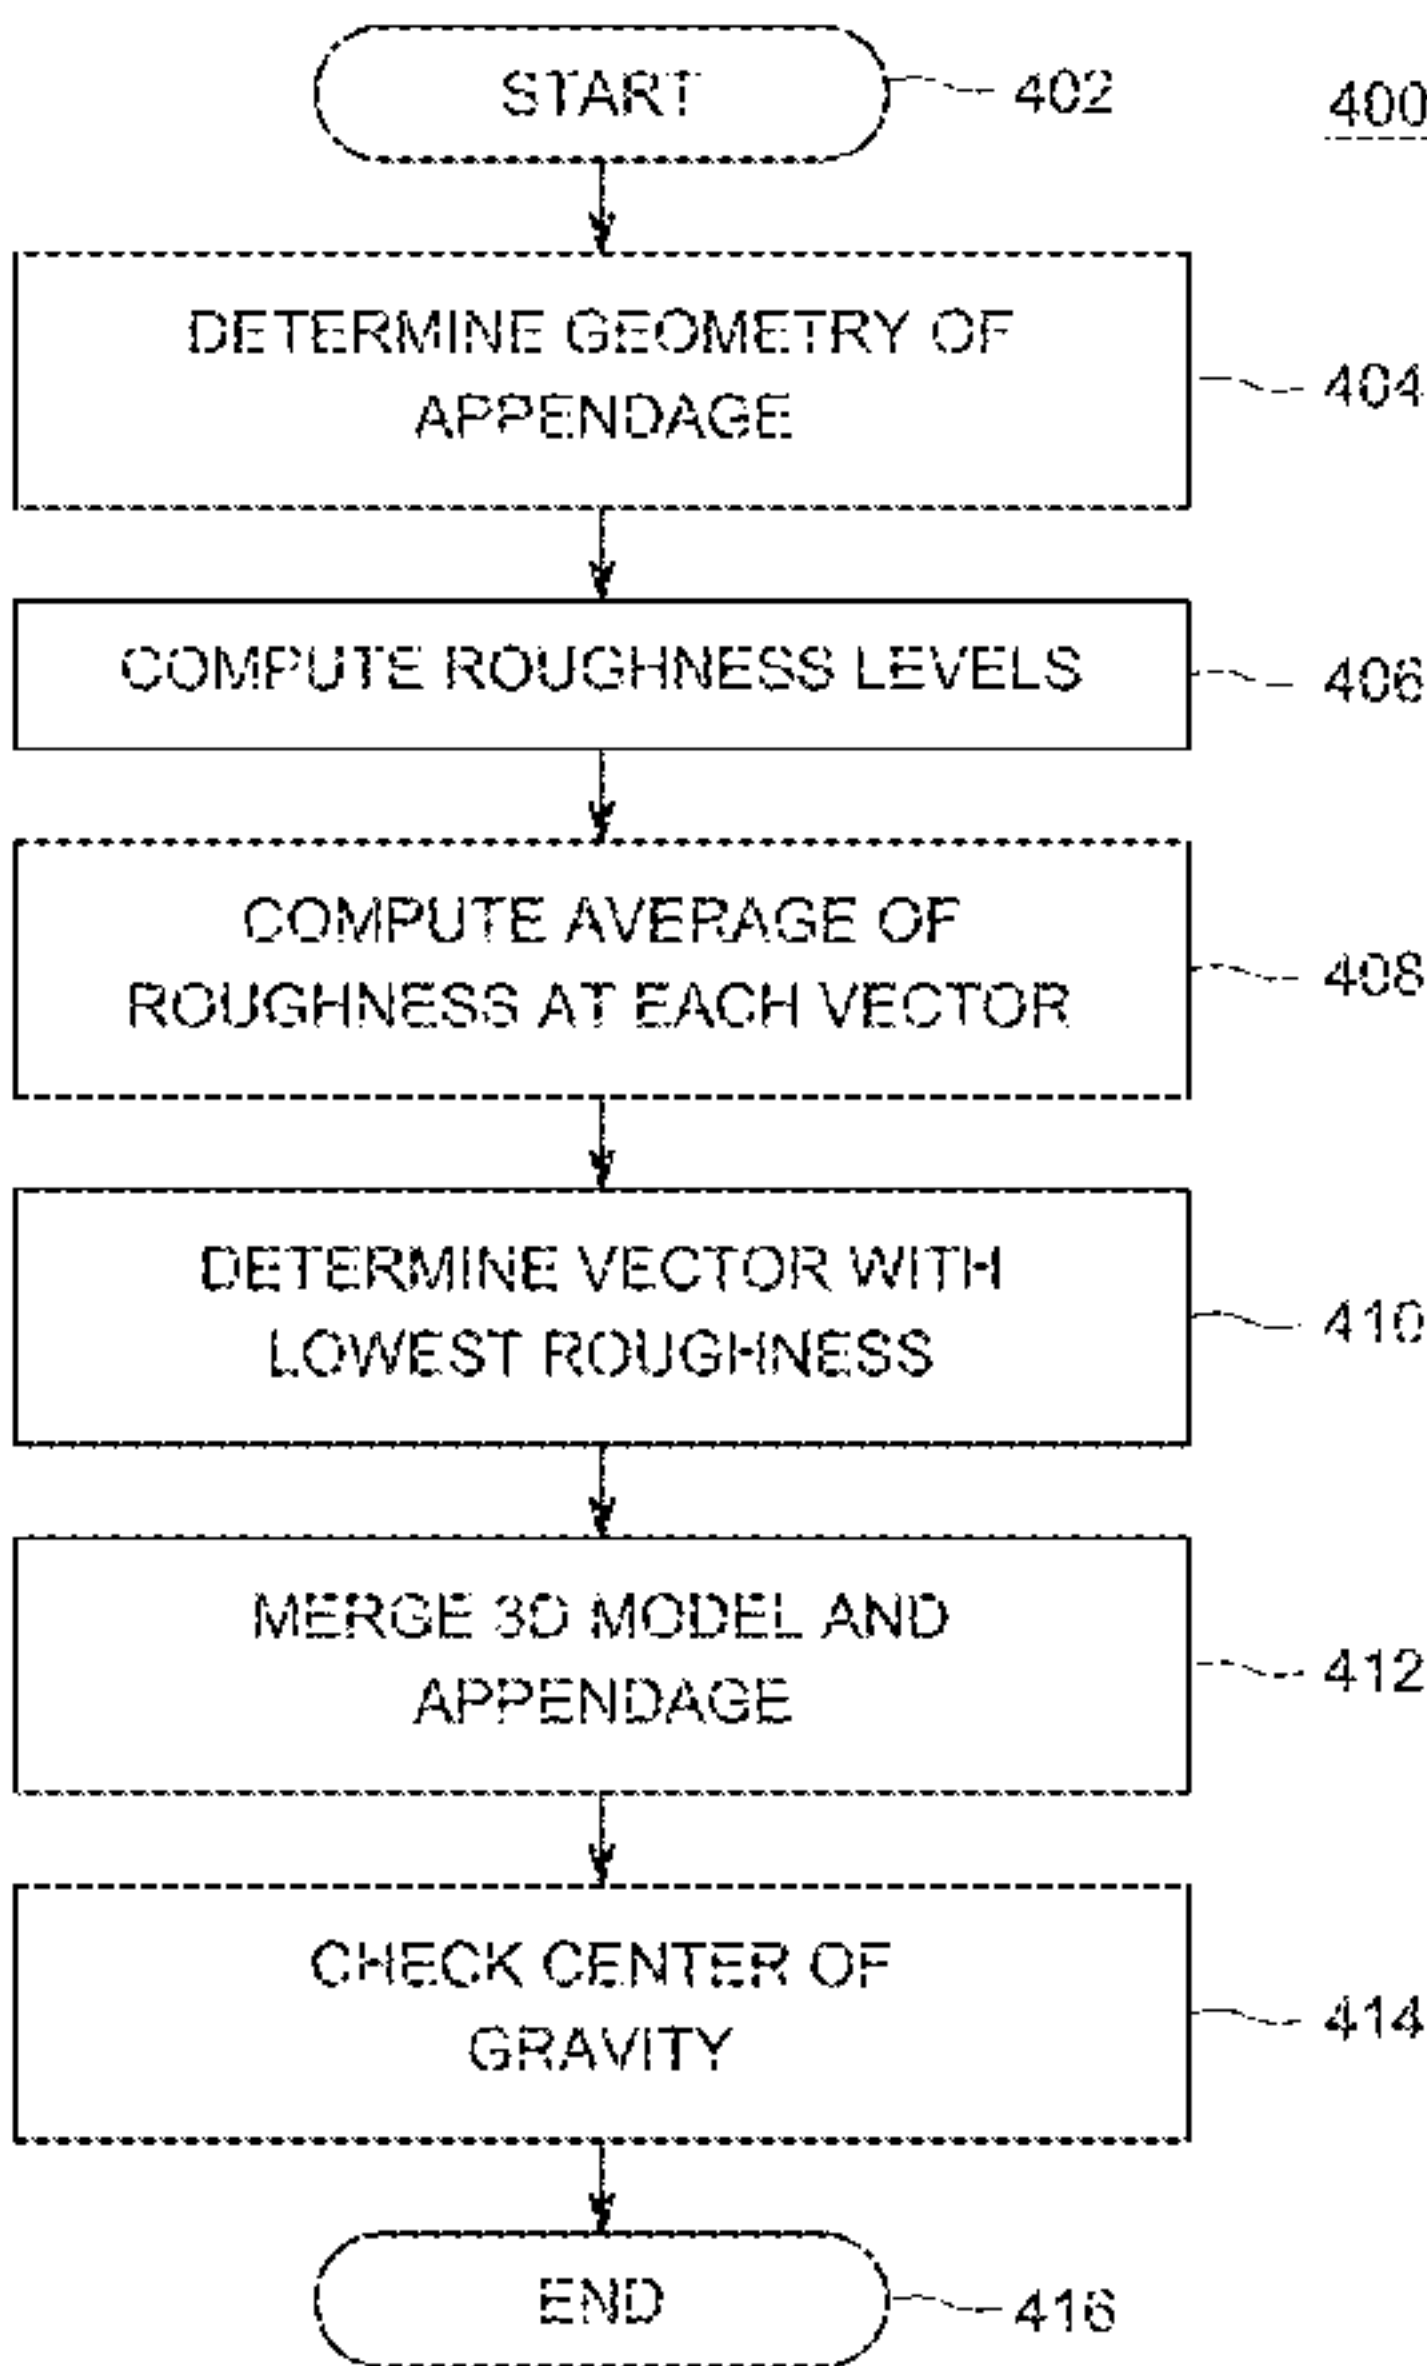 START
402
400
DETERMINE GEOMETRY OF
APPENDAGE
404
COMPUTE ROUGHNESS LEVELS
406
COMPUTE AVERAGE OF
ROUGHNESS AT EACH VECTOR
408
DETERMINE VECTOR WITH
LOWEST ROUGHNESS
410
MERGE 3D MODEL AND
APPENDAGE
412
CHECK CENTER OF
GRAVITY
414
END
416